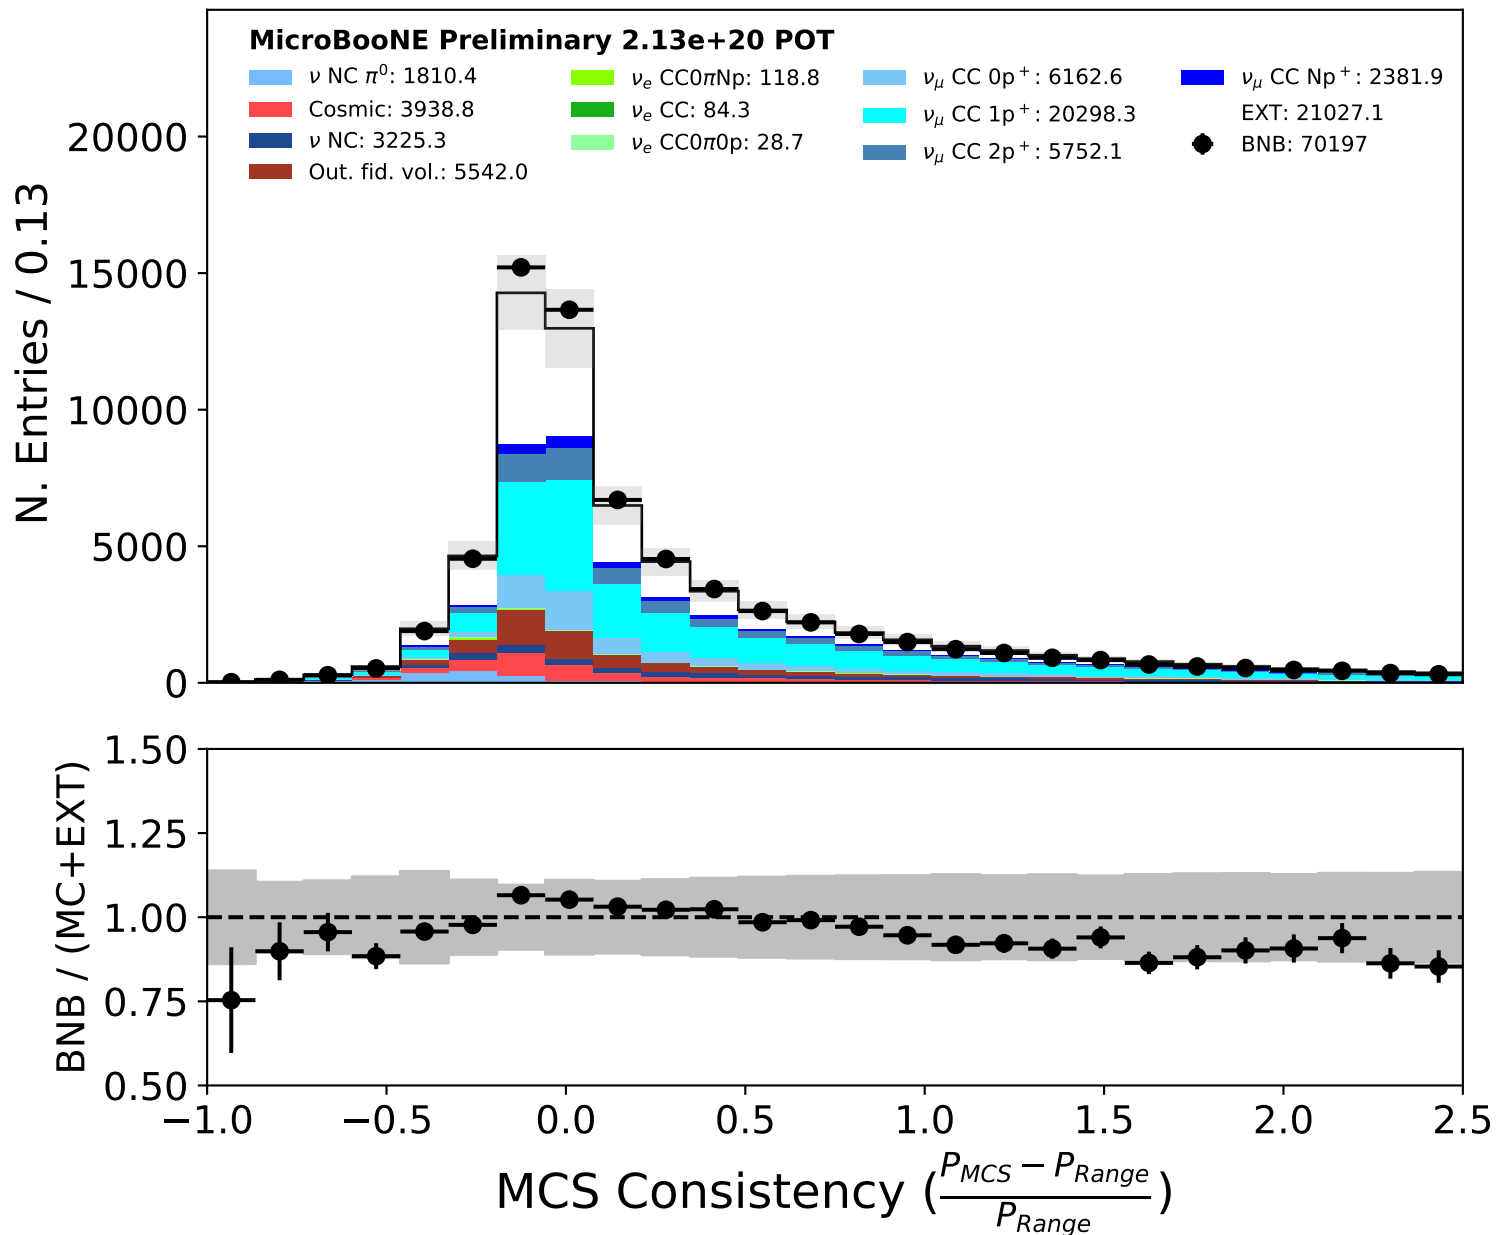 MicroBooNE Preliminary 2.13e+20 POT
ν NC π⁰: 1810.4
Cosmic: 3938.8
ν NC: 3225.3
Out. fid. vol.: 5542.0
νₑ CC0πNp: 118.8
νₑ CC: 84.3
νₑ CC0π0p: 28.7
ν_μ CC 0p⁺: 6162.6
ν_μ CC 1p⁺: 20298.3
ν_μ CC 2p⁺: 5752.1
ν_μ CC Np⁺: 2381.9
EXT: 21027.1
BNB: 70197
N. Entries / 0.13
20000
15000
10000
5000
0
BNB / (MC+EXT)
1.50
1.25
1.00
0.75
0.50
−1.0 −0.5 0.0 0.5 1.0 1.5 2.0 2.5
MCS Consistency (P_MCS − P_Range / P_Range)